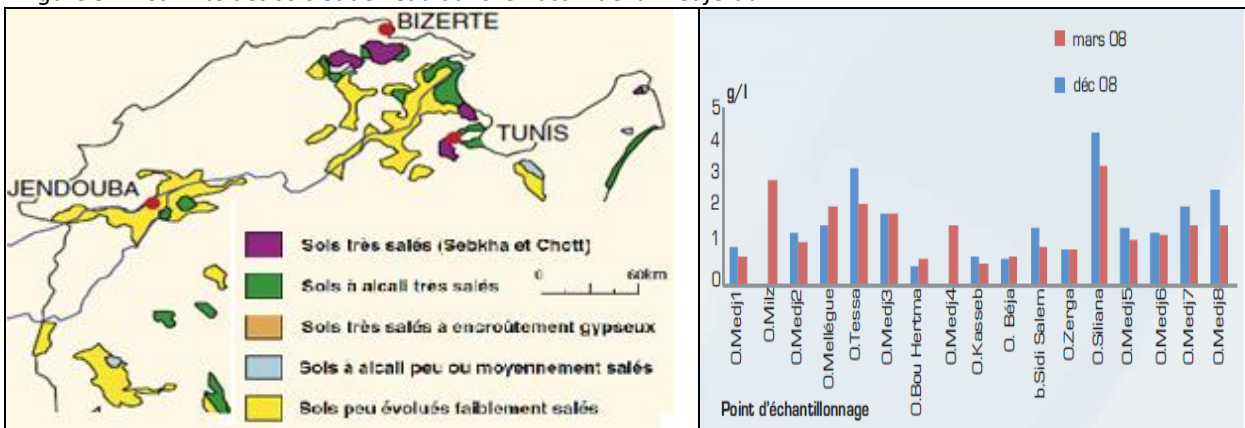 BIZERTE
TUNIS
JENDOUBA
Sols très salés (Sebkha et Chott)
0 60km
Sols à alcali très salés
Sols très salés a encroûtement gypseux
Sols à alcali peu ou moyennement salés
Sols peu évolués faiblement salés
mars 08
déc 08
g/l
5
4
3
2
1
0
O.Medj1
O.Milz
O.Medj2
O.Mellégue
O.Tessa
O.Medj3
O.Bou Hertma
O.Medj4
O.Kasseb
O. Béja
b.Sidi Salem
O.Zerga
O.Siliana
O.Medj5
O.Medj6
O.Medj7
O.Medj8
Point d'échantillonnage